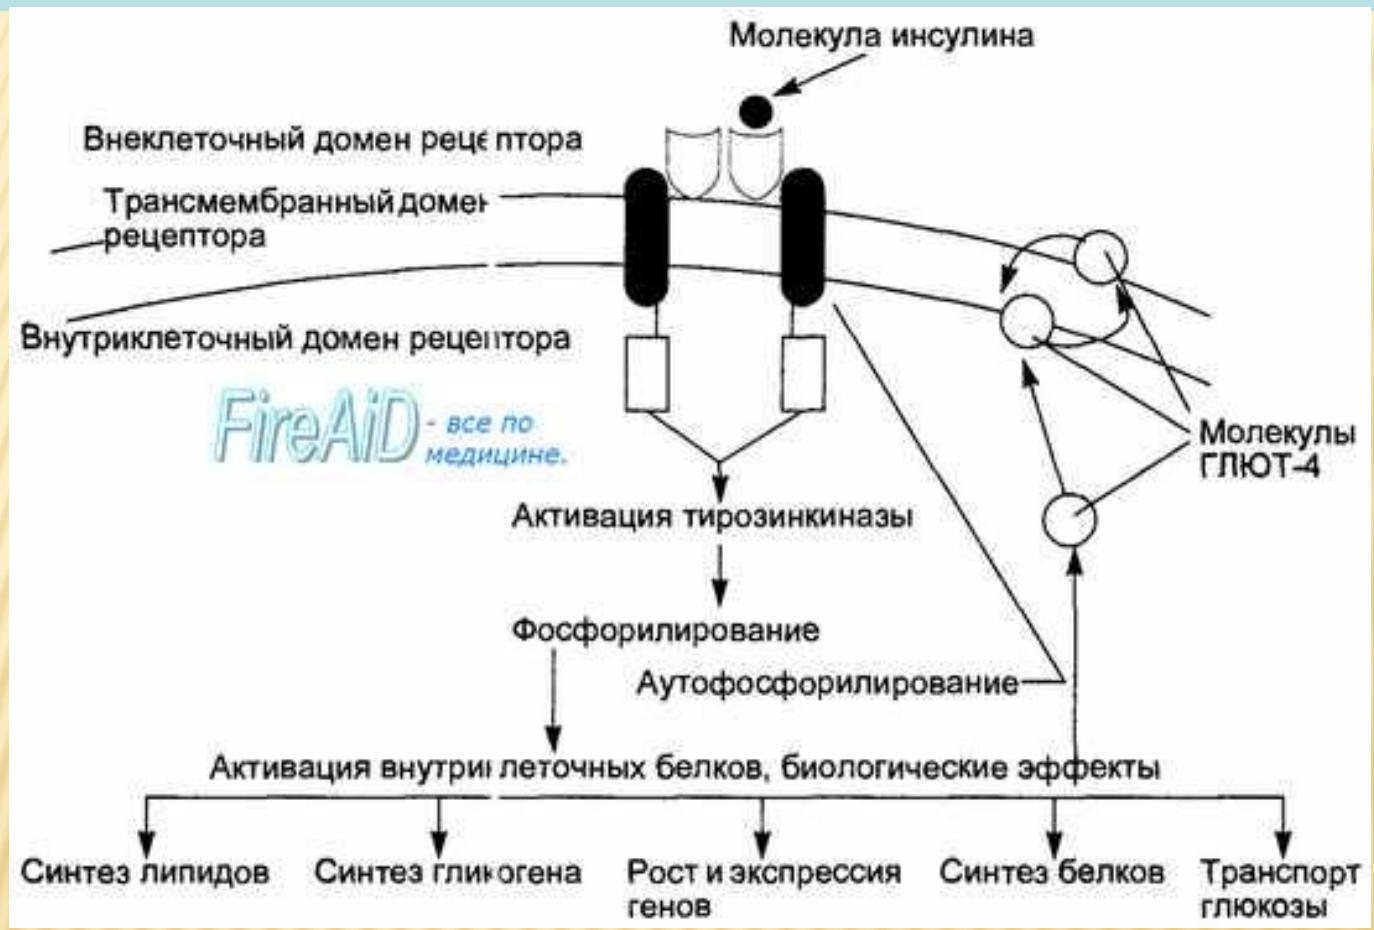 Молекула инсулина
Внеклеточный домен рецептора
Трансмембранный домен
рецептора
Внутриклеточный домен рецептора
FireAiD - все по
медицине.
Молекулы
ГЛЮТ-4
Активация тирозинкиназы
Фосфорилирование
Аутофосфорилирование
Активация внутриклеточных белков, биологические эффекты
Синтез липидов
Синтез гликогена
Рост и экспрессия
генов
Синтез белков
Транспорт
глюкозы